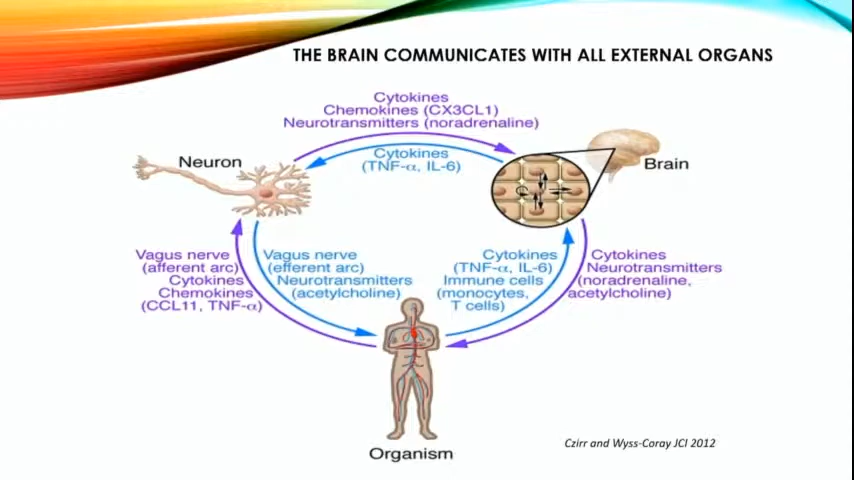 THE BRAIN COMMUNICATES WITH ALL EXTERNAL ORGANS
Cytokines
Chemokines (CX3CL1)
Neurotransmitters (noradrenaline)
Cytokines
(TNF-α, IL-6)
Neuron
Brain
Vagus nerve
(afferent arc)
Cytokines
Chemokines
(CCL11, TNF-α)
Vagus nerve
(efferent arc)
Neurotransmitters
(acetylcholine)
Cytokines
(TNF-α, IL-6)
Immune cells
(monocytes,
T cells)
Cytokines
Neurotransmitters
(noradrenaline,
acetylcholine)
Organism
Czirr and Wyss-Coray JCI 2012